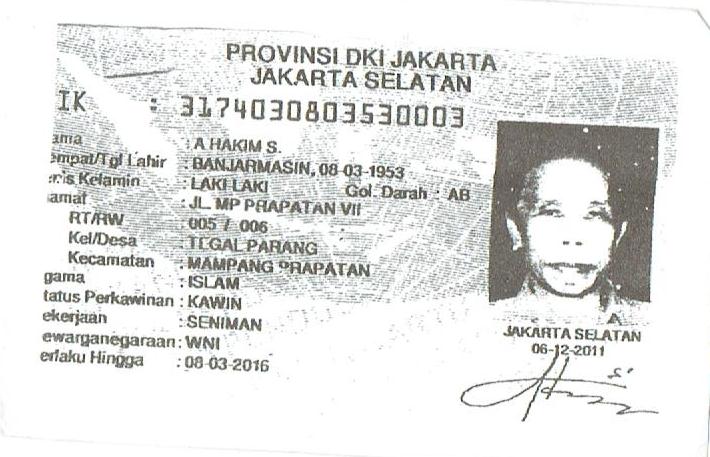 PROVINSI DKI JAKARTA
JAKARTA SELATAN
IK : 3174030803530003
ama : A HAKIM S.
empat/Tgl Lahir : BANJARMASIN, 08-03-1953
enis Kelamin : LAKI LAKI Gol. Darah : AB
amat : JL. MP PRAPATAN VII
RT/RW : 005 / 006
Kel/Desa : TEGAL PARANG
Kecamatan : MAMPANG PRAPATAN
gama : ISLAM
tatus Perkawinan : KAWIN
ekerjaan : SENIMAN
ewarganegaraan : WNI
erlaku Hingga : 08-03-2016
JAKARTA SELATAN
06-12-2011